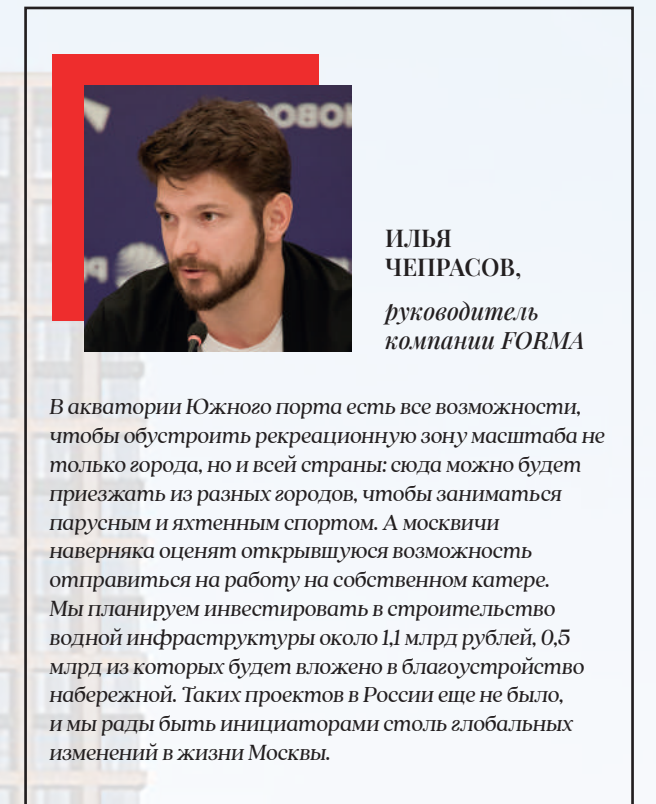 ИЛЬЯ
ЧЕПРАСОВ,
руководитель
компании FORMA
В акватории Южного порта есть все возможности,
чтобы обустроить рекреационную зону масштаба не
только города, но и всей страны: сюда можно будет
приезжать из разных городов, чтобы заниматься
парусным и яхтенным спортом. А москвичи
наверняка оценят открывшуюся возможность
отправиться на работу на собственном катере.
Мы планируем инвестировать в строительство
водной инфраструктуры около 1,1 млрд рублей, 0,5
млрд из которых будет вложено в благоустройство
набережной. Таких проектов в России еще не было,
и мы рады быть инициаторами столь глобальных
изменений в жизни Москвы.